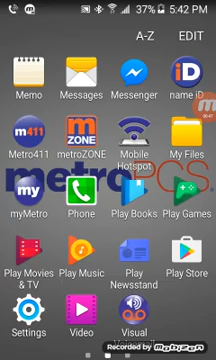 37% 5:42 PM
A-Z EDIT
Memo Messages Messenger name iD
m411 m ZONE iD
Metro411 metroZONE Mobile Hotspot My Files
metroPCS.
my
myMetro Phone Play Books Play Games
Play Movies & TV Play Music Play Newsstand Play Store
Settings Video Visual
Recorded by Mobizen